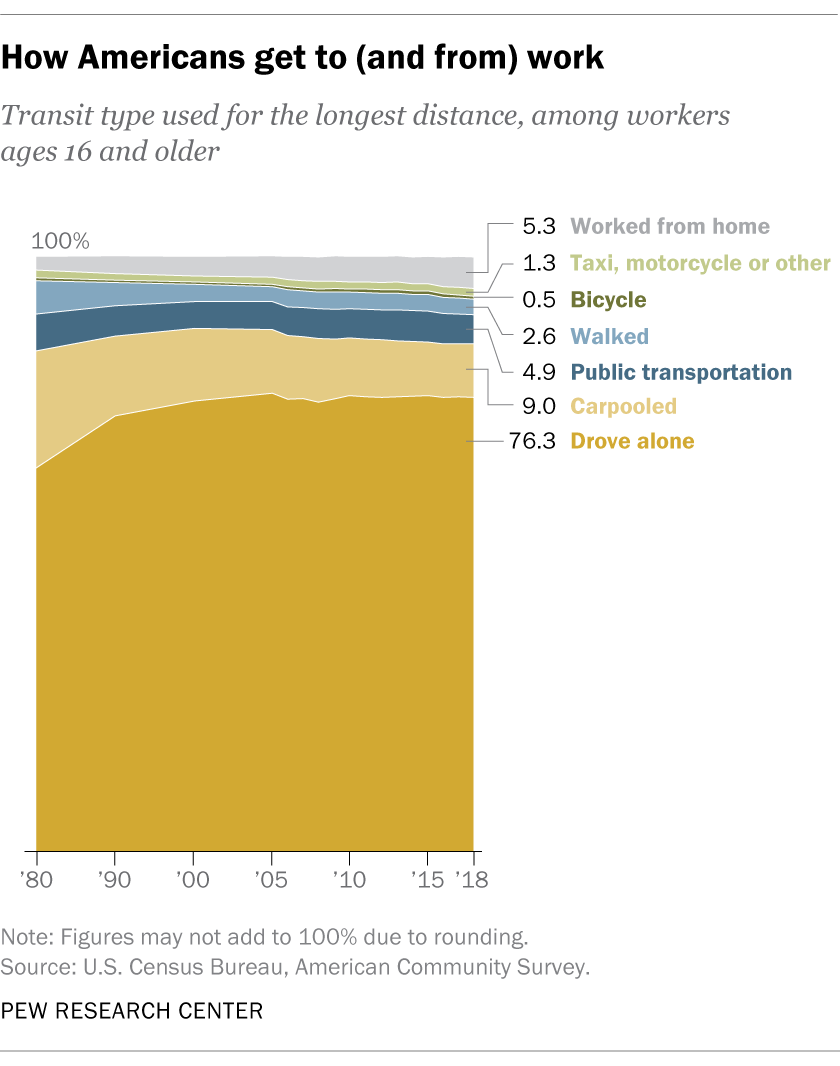 How Americans get to (and from) work
Transit type used for the longest distance, among workers
ages 16 and older
100%
5.3 Worked from home
1.3 Taxi, motorcycle or other
0.5 Bicycle
2.6 Walked
4.9 Public transportation
9.0 Carpooled
76.3 Drove alone
’80 ’90 ’00 ’05 ’10 ’15 ’18
Note: Figures may not add to 100% due to rounding.
Source: U.S. Census Bureau, American Community Survey.
PEW RESEARCH CENTER